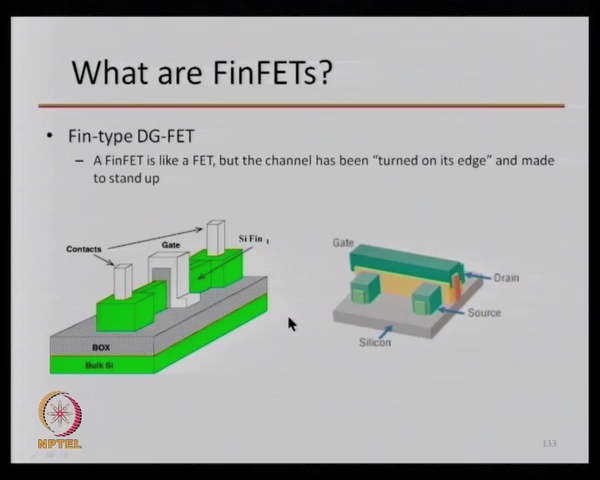 What are FinFETs?
• Fin-type DG-FET
– A FinFET is like a FET, but the channel has been “turned on its edge” and made
to stand up
Contacts
Gate
Si Fin
BOX
Bulk Si
Gate
Drain
Source
Silicon
NPTEL
133